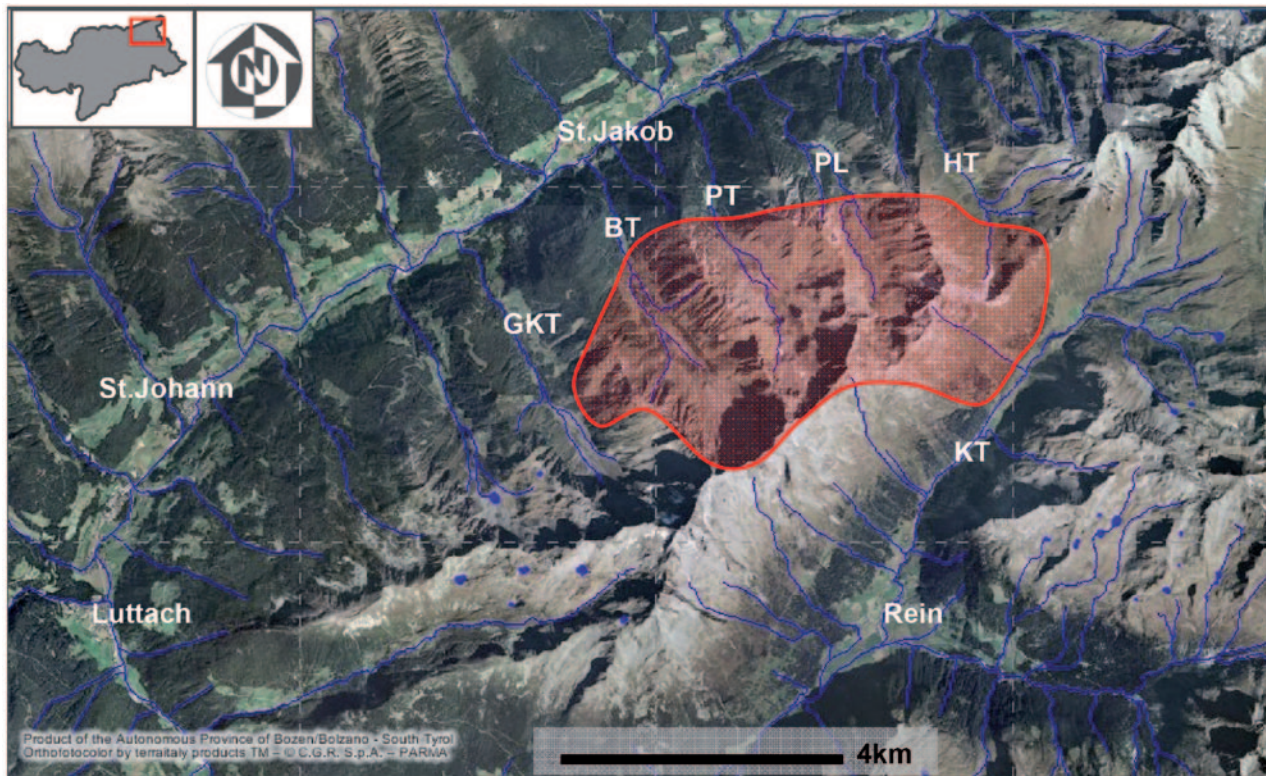 N
St.Jakob
PL
HT
PT
BT
GKT
St.Johann
KT
Luttach
Rein
Product of the Autonomous Province of Bozen/Bolzano - South Tyrol
Orthofotocolor by terraitaly products TM – © C.G.R. S.p.A. – PARMA
4km